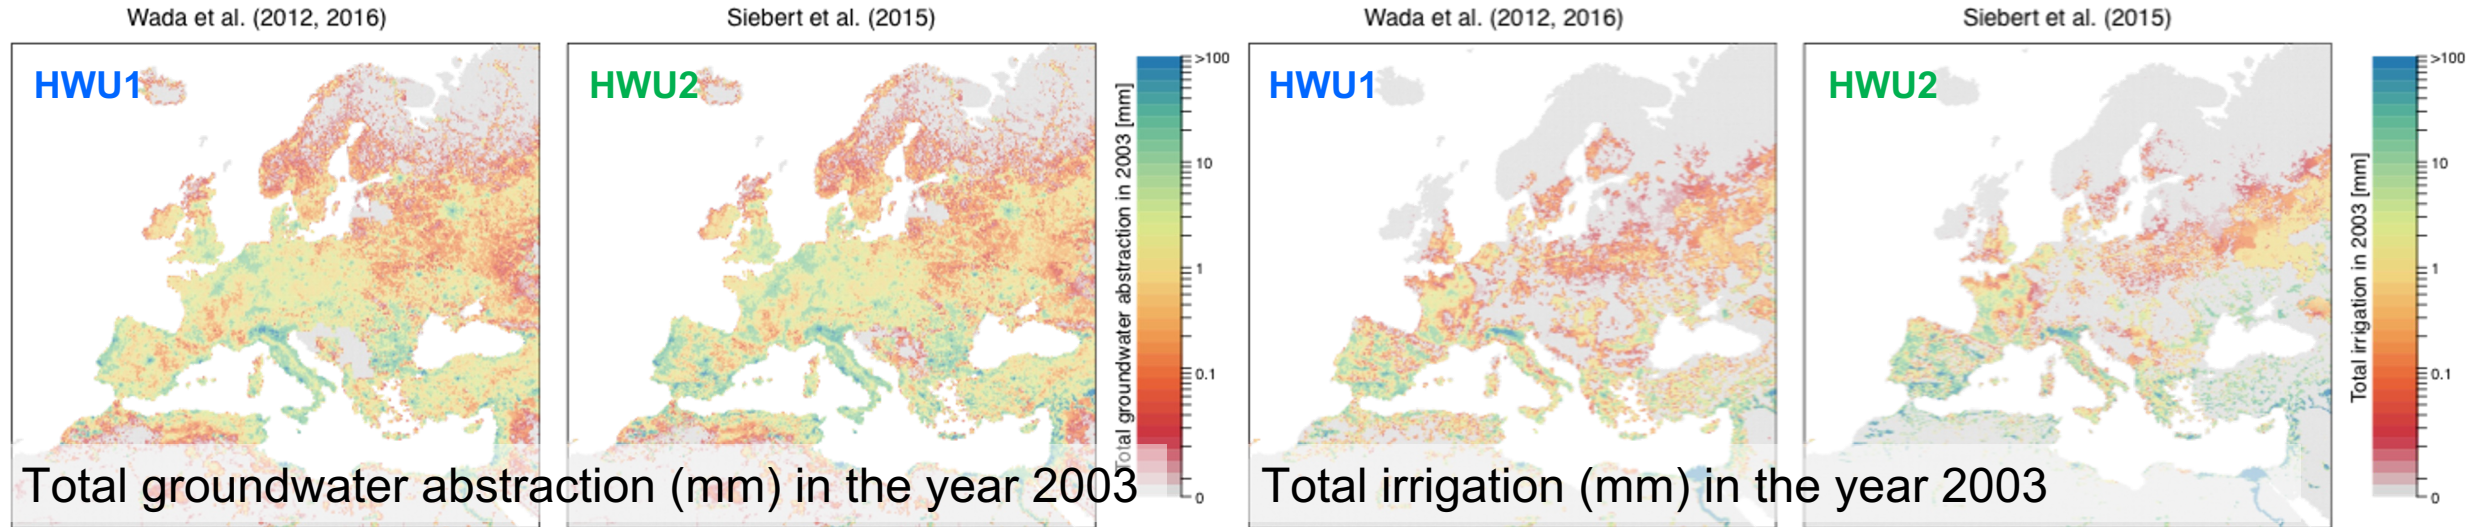 Wada et al. (2012, 2016)
Siebert et al. (2015)
Wada et al. (2012, 2016)
Siebert et al. (2015)
HWU1
HWU2
HWU1
HWU2
>100
10
1
0.1
0
Total groundwater abstraction in 2003 [mm]
>100
10
1
0.1
0
Total irrigation in 2003 [mm]
Total groundwater abstraction (mm) in the year 2003
Total irrigation (mm) in the year 2003